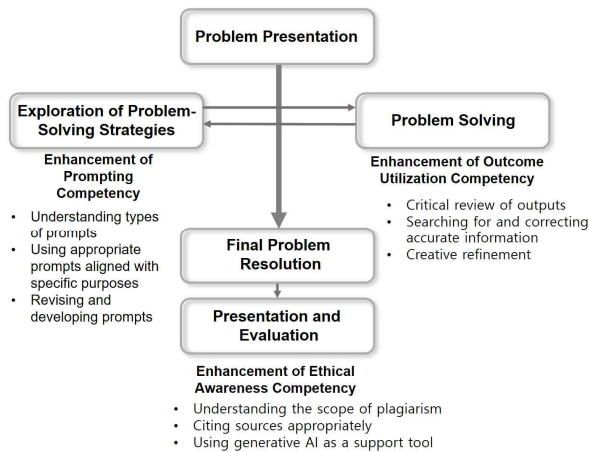 Problem Presentation
Exploration of Problem-
Solving Strategies
Enhancement of
Prompting
Competency
• Understanding types
of prompts
• Using appropriate
prompts aligned with
specific purposes
• Revising and
developing prompts
Problem Solving
Enhancement of Outcome
Utilization Competency
• Critical review of outputs
• Searching for and correcting
accurate information
• Creative refinement
Final Problem
Resolution
Presentation and
Evaluation
Enhancement of Ethical
Awareness Competency
• Understanding the scope of plagiarism
• Citing sources appropriately
• Using generative AI as a support tool